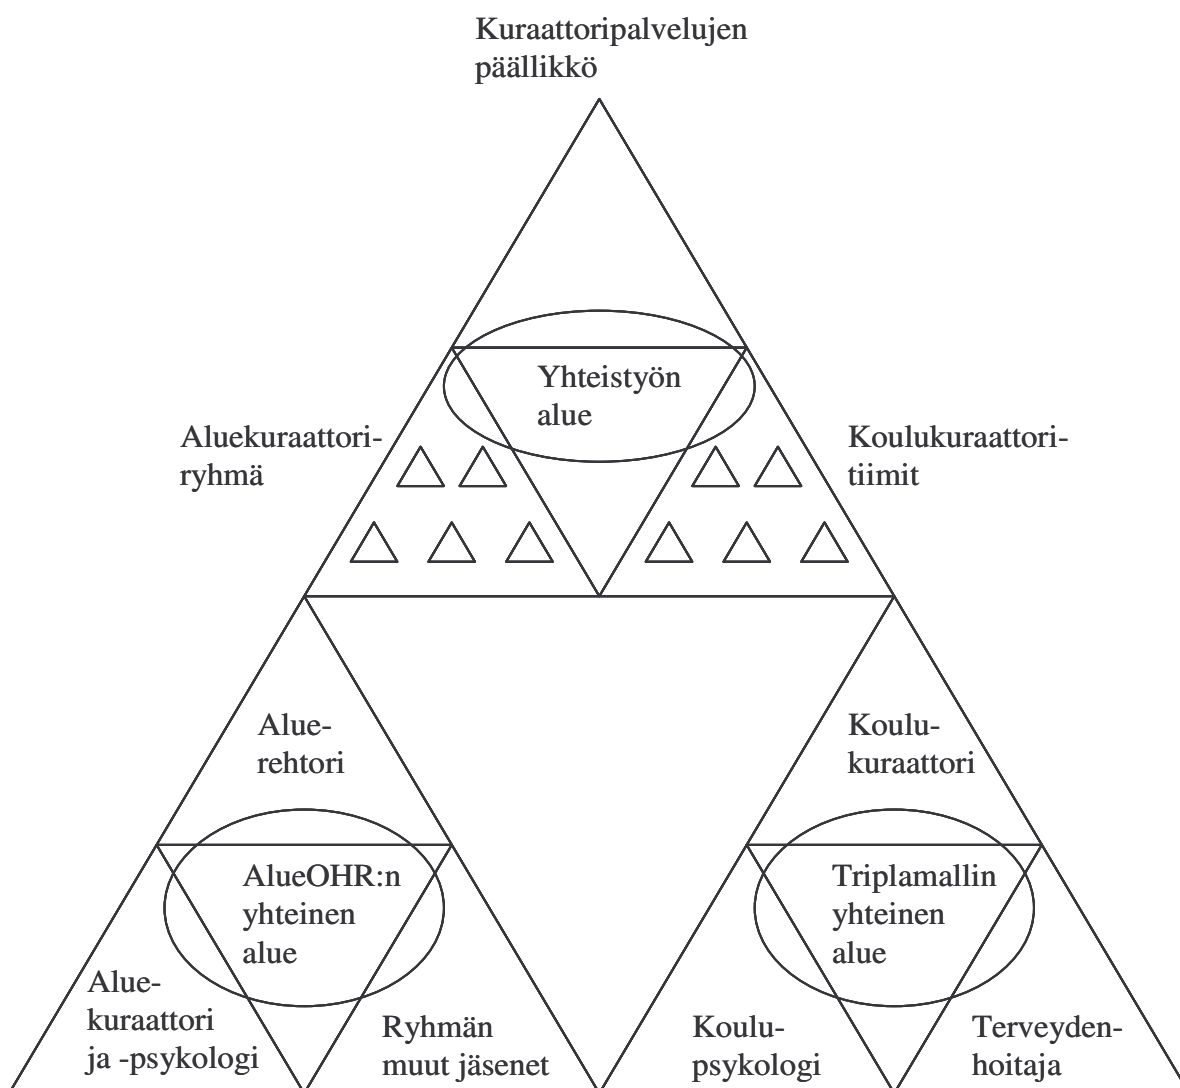 Kuraattoripalvelujen
päällikkö
Yhteistyön
alue
Aluekuraattori-
ryhmä
Koulukuraattori-
tiimit
Alue-
rehtori
Koulu-
kuraattori
AlueOHR:n
yhteinen
alue
Triplamallin
yhteinen
alue
Alue-
kuraattori
ja -psykologi
Ryhmän
muut jäsenet
Koulu-
psykologi
Terveyden-
hoitaja